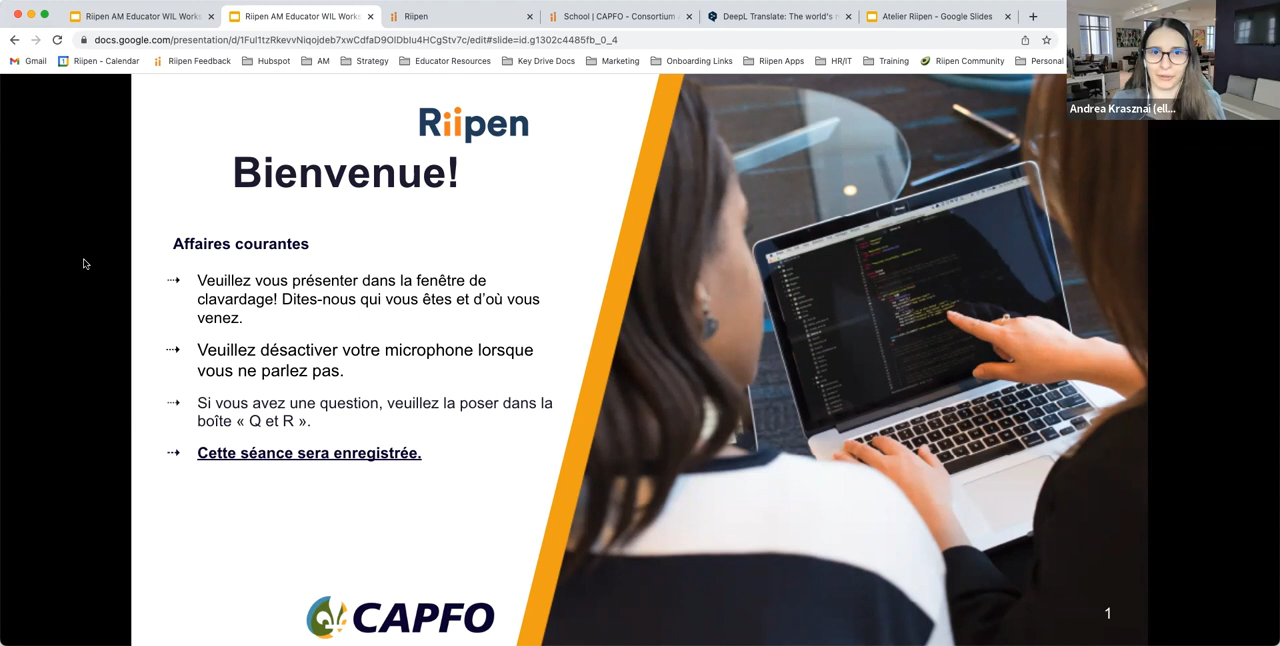 Riipen AM Educator WIL Works
Riipen AM Educator WIL Works
Riipen
School | CAPFO - Consortium
DeepL Translate: The world's
Atelier Riipen - Google Slides
docs.google.com/presentation/d/1FuI1tzRkevvNiqojdeb7xwCdfaD9OlDbIu4HCgStv7c/edit#slide=id.g1302c4485fb_0_4
Gmail
Riipen - Calendar
Riipen Feedback
Hubspot
AM
Strategy
Educator Resources
Key Drive Docs
Marketing
Onboarding Links
Riipen Apps
HR/IT
Training
Riipen Community
Personal
Andrea Krasznai (ell...
Riipen
Bienvenue!
Affaires courantes
Veuillez vous présenter dans la fenêtre de
clavardage! Dites-nous qui vous êtes et d’où vous
venez.
Veuillez désactiver votre microphone lorsque
vous ne parlez pas.
Si vous avez une question, veuillez la poser dans la
boîte « Q et R ».
Cette séance sera enregistrée.
CAPFO
1